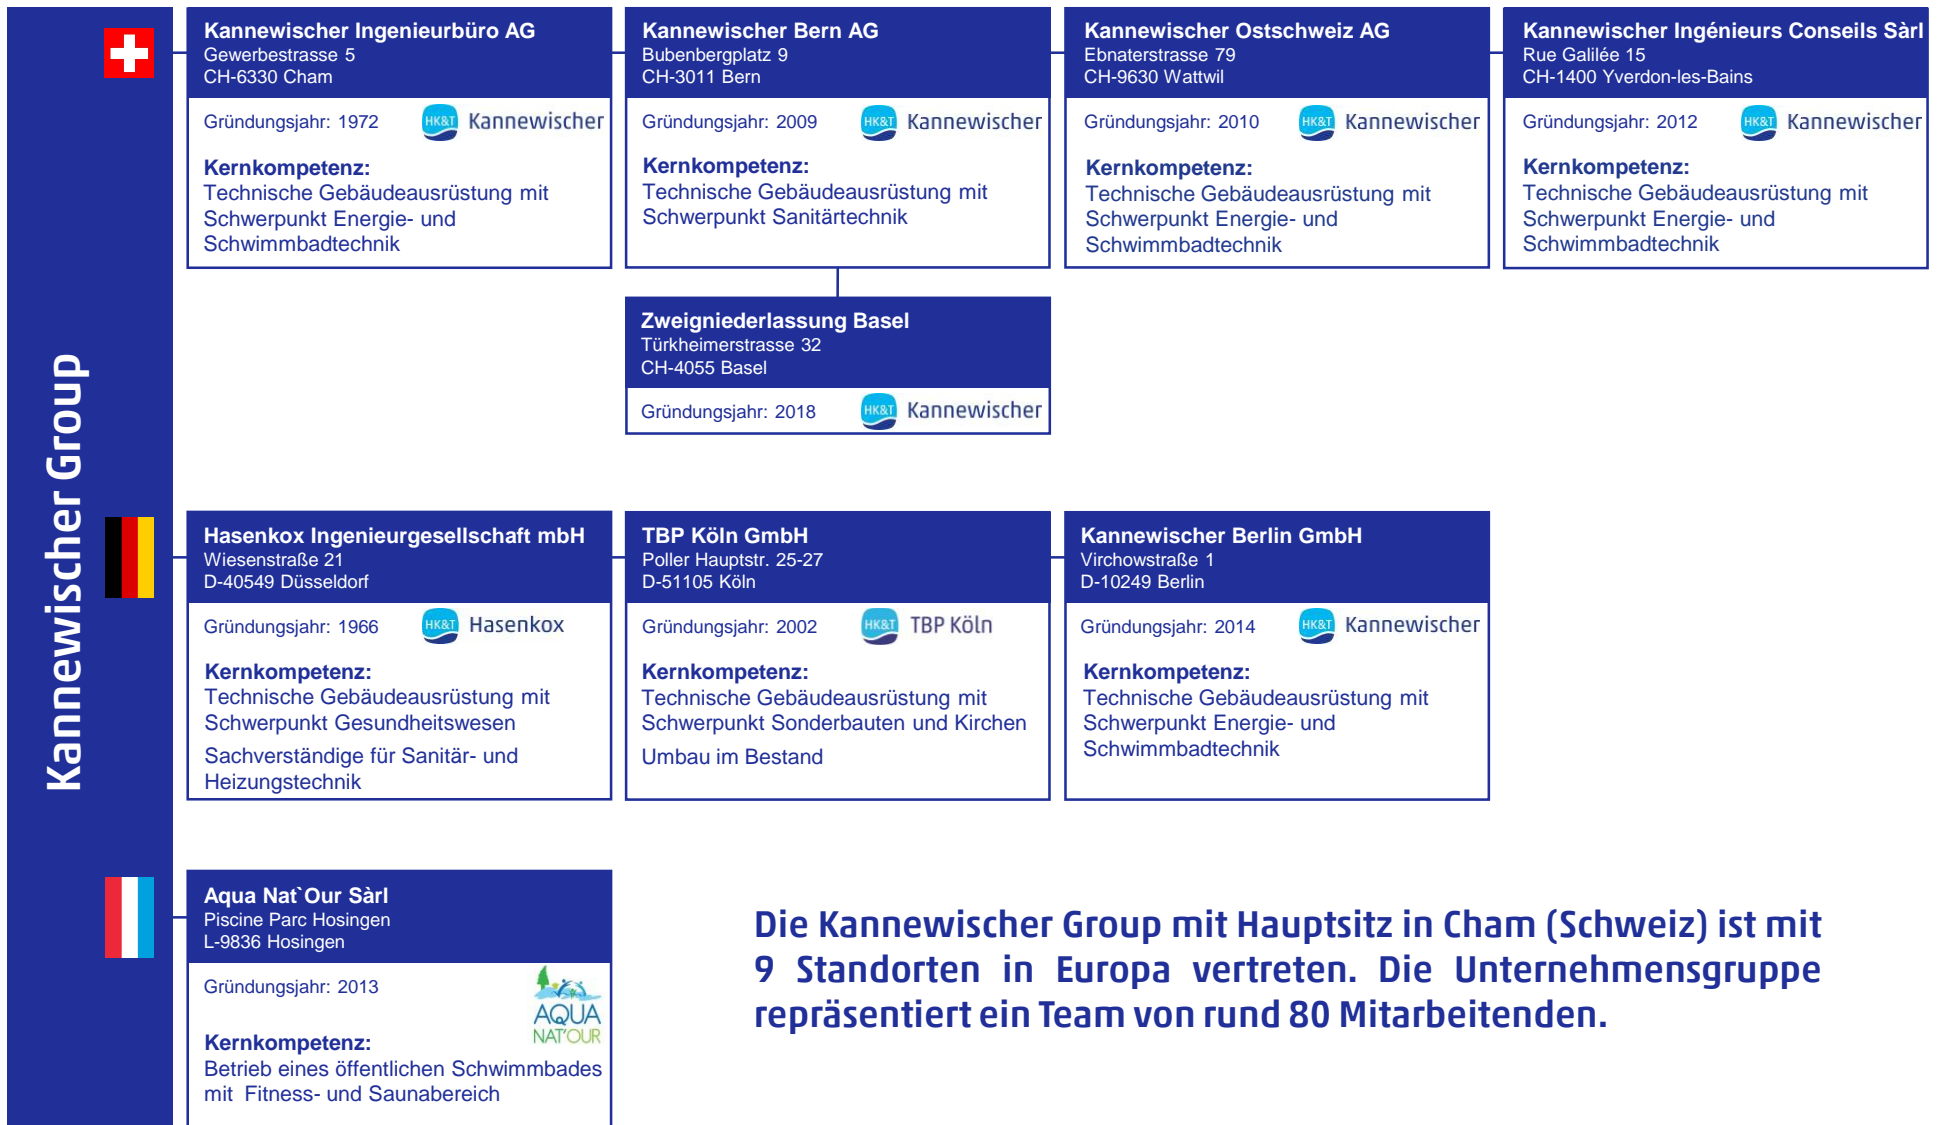 Kannewischer Group
Kannewischer Ingenieurbüro AG
Gewerbestrasse 5
CH-6330 Cham
Gründungsjahr: 1972
HK&T Kannewischer
Kernkompetenz:
Technische Gebäudeausrüstung mit
Schwerpunkt Energie- und
Schwimmbadtechnik
Kannewischer Bern AG
Bubenbergplatz 9
CH-3011 Bern
Gründungsjahr: 2009
HK&T Kannewischer
Kernkompetenz:
Technische Gebäudeausrüstung mit
Schwerpunkt Sanitärtechnik
Kannewischer Ostschweiz AG
Ebnaterstrasse 79
CH-9630 Wattwil
Gründungsjahr: 2010
HK&T Kannewischer
Kernkompetenz:
Technische Gebäudeausrüstung mit
Schwerpunkt Energie- und
Schwimmbadtechnik
Kannewischer Ingénieurs Conseils Sàrl
Rue Galilée 15
CH-1400 Yverdon-les-Bains
Gründungsjahr: 2012
HK&T Kannewischer
Kernkompetenz:
Technische Gebäudeausrüstung mit
Schwerpunkt Energie- und
Schwimmbadtechnik
Zweigniederlassung Basel
Türkheimerstrasse 32
CH-4055 Basel
Gründungsjahr: 2018
HK&T Kannewischer
Hasenkox Ingenieurgesellschaft mbH
Wiesenstraße 21
D-40549 Düsseldorf
Gründungsjahr: 1966
HK&T Hasenkox
Kernkompetenz:
Technische Gebäudeausrüstung mit
Schwerpunkt Gesundheitswesen
Sachverständige für Sanitär- und
Heizungstechnik
TBP Köln GmbH
Poller Hauptstr. 25-27
D-51105 Köln
Gründungsjahr: 2002
HK&T TBP Köln
Kernkompetenz:
Technische Gebäudeausrüstung mit
Schwerpunkt Sonderbauten und Kirchen
Umbau im Bestand
Kannewischer Berlin GmbH
Virchowstraße 1
D-10249 Berlin
Gründungsjahr: 2014
HK&T Kannewischer
Kernkompetenz:
Technische Gebäudeausrüstung mit
Schwerpunkt Energie- und
Schwimmbadtechnik
Aqua Nat`Our Sàrl
Piscine Parc Hosingen
L-9836 Hosingen
Gründungsjahr: 2013
AQUA
NAT'OUR
Kernkompetenz:
Betrieb eines öffentlichen Schwimmbades
mit Fitness- und Saunabereich
Die Kannewischer Group mit Hauptsitz in Cham (Schweiz) ist mit
9 Standorten in Europa vertreten. Die Unternehmensgruppe
repräsentiert ein Team von rund 80 Mitarbeitenden.